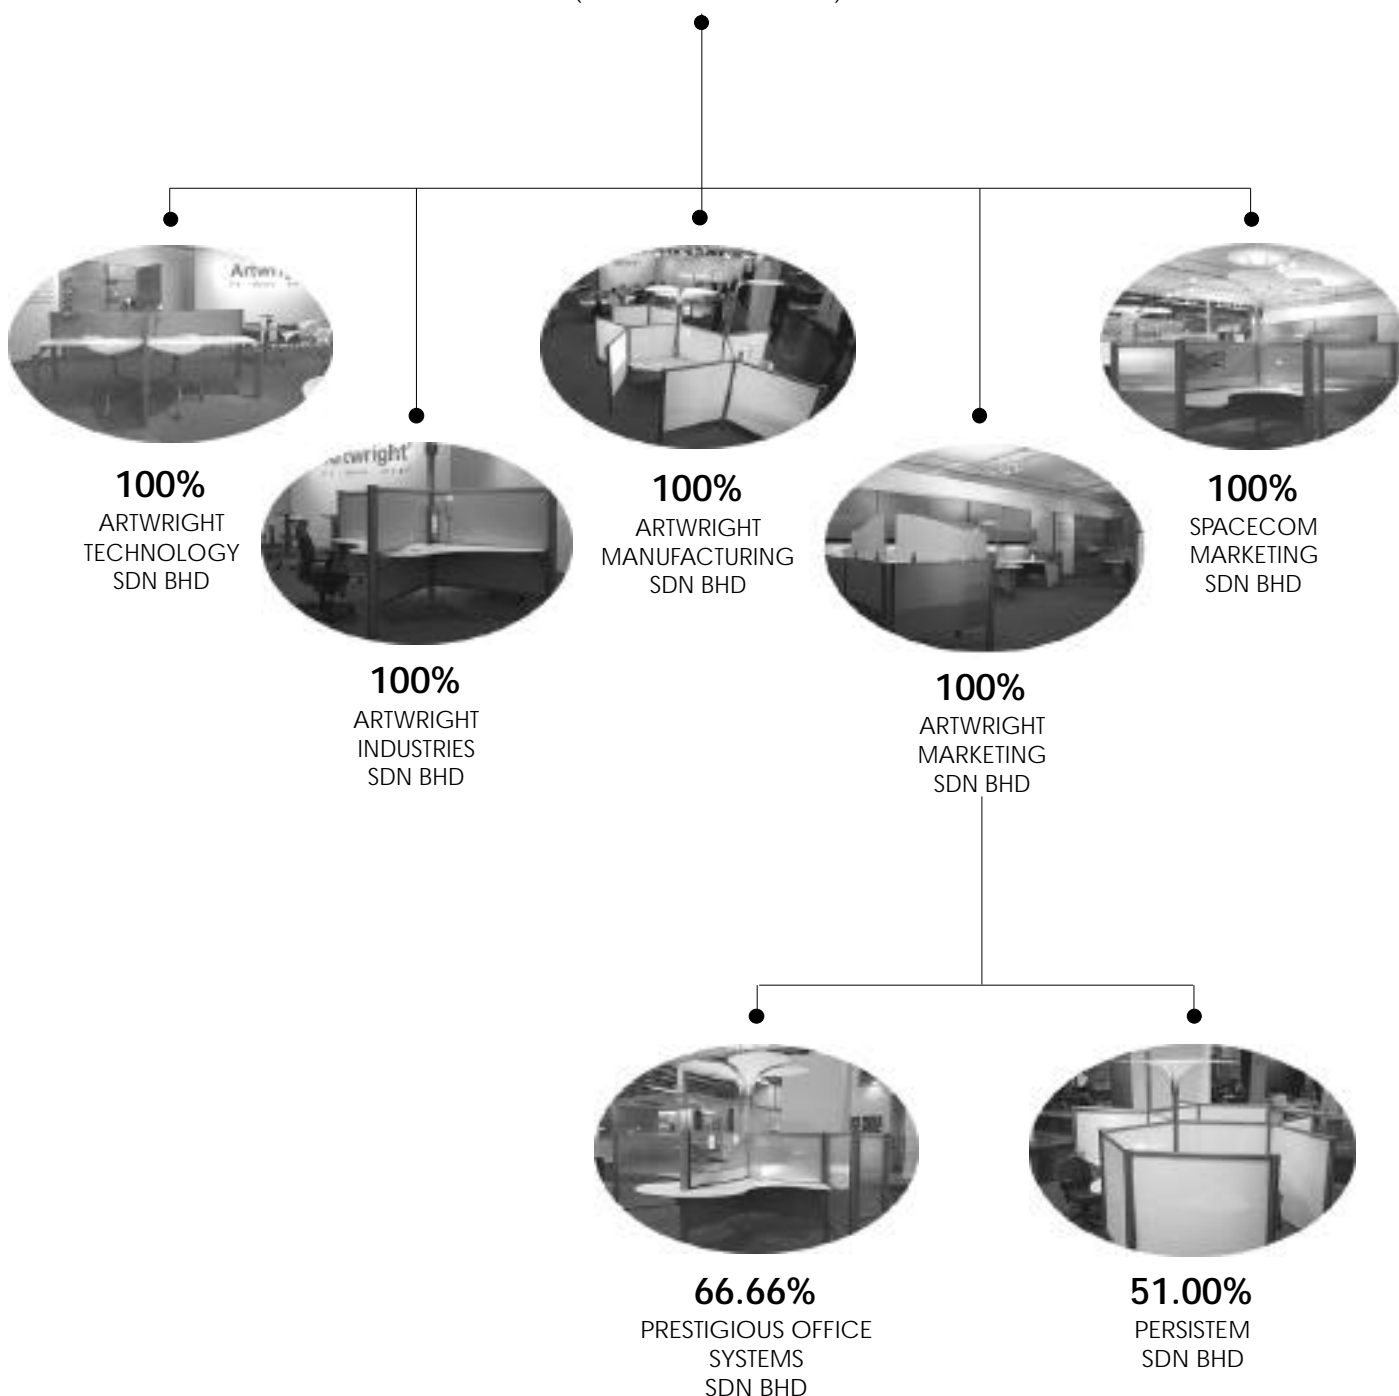 100%
ARTWRIGHT
TECHNOLOGY
SDN BHD
100%
ARTWRIGHT
INDUSTRIES
SDN BHD
100%
ARTWRIGHT
MANUFACTURING
SDN BHD
100%
ARTWRIGHT
MARKETING
SDN BHD
100%
SPACECOM
MARKETING
SDN BHD
66.66%
PRESTIGIOUS OFFICE
SYSTEMS
SDN BHD
51.00%
PERSISTEM
SDN BHD